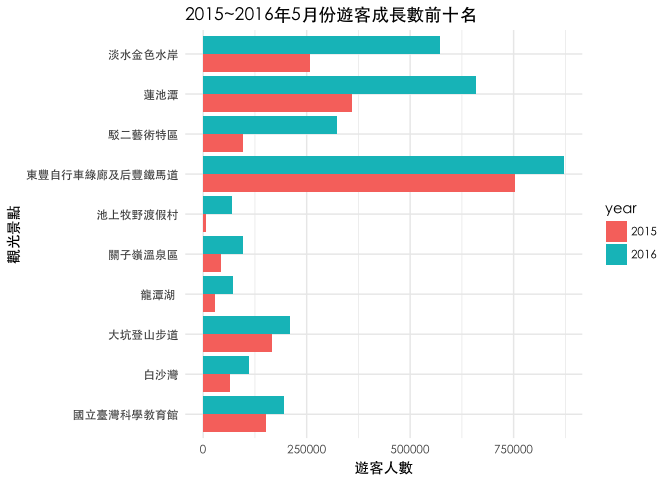 2015~2016年5月份遊客成長數前十名
淡水金色水岸
蓮池潭
駁二藝術特區
東豐自行車綠廊及后豐鐵馬道
池上牧野渡假村
關子嶺溫泉區
龍潭湖
大坑登山步道
白沙灣
國立臺灣科學教育館
觀光景點
0
250000
500000
750000
遊客人數
year
2015
2016